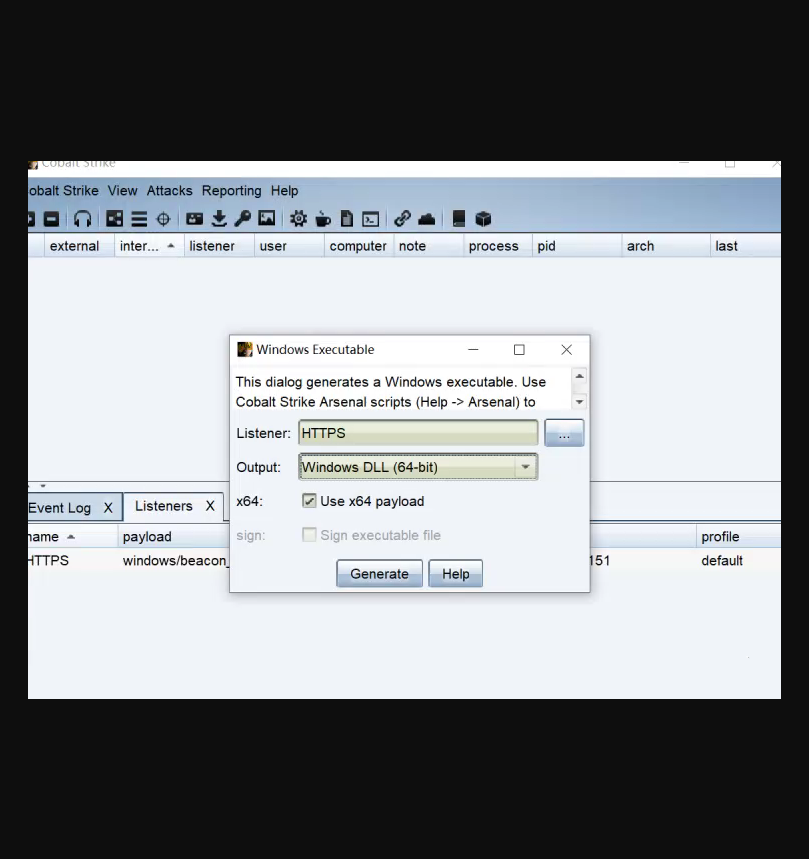 Cobalt Strike
obalt Strike View Attacks Reporting Help
external inter... listener user computer note process pid arch last
Windows Executable
This dialog generates a Windows executable. Use
Cobalt Strike Arsenal scripts (Help -> Arsenal) to
Listener: HTTPS ...
Output: Windows DLL (64-bit)
x64: Use x64 payload
sign: Sign executable file
Generate Help
Event Log X Listeners X
name payload profile
HTTPS windows/beacon_ 151 default